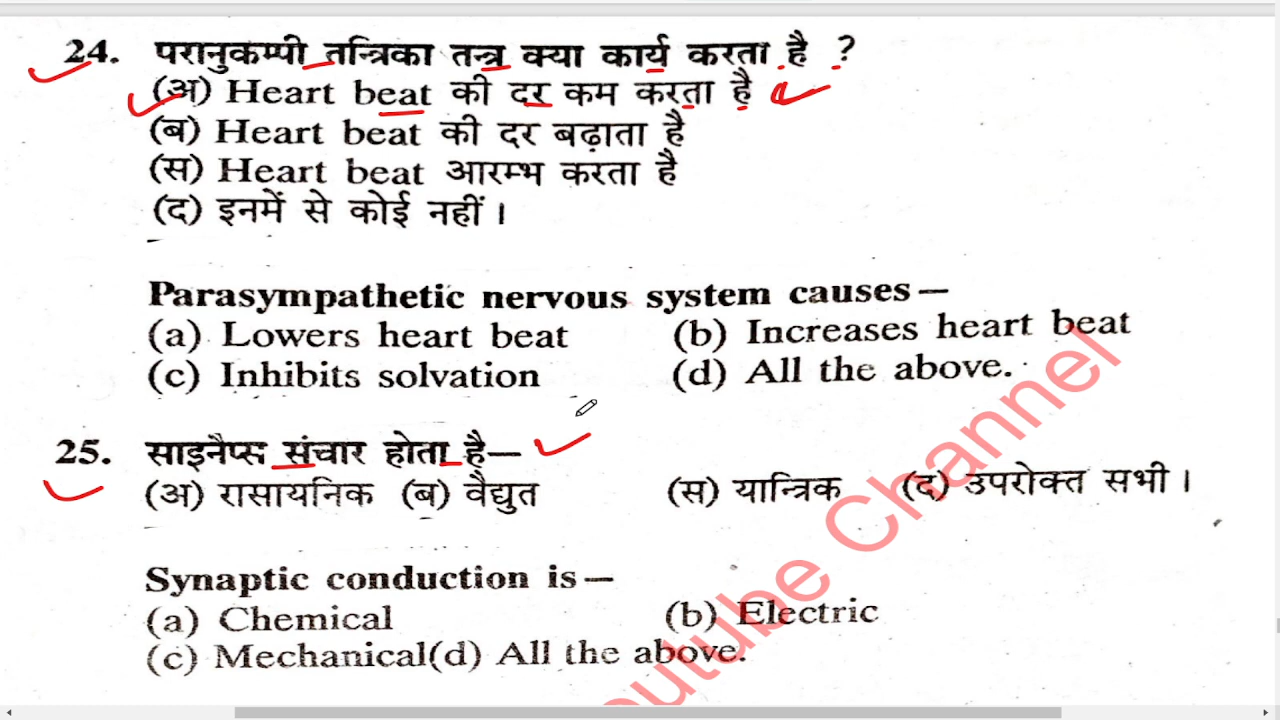 24. परानुकम्पी तन्त्रिका तन्त्र क्या कार्य करता है ?
(अ) Heart beat की दर कम करता है
(ब) Heart beat की दर बढ़ाता है
(स) Heart beat आरम्भ करता है
(द) इनमें से कोई नहीं।
Parasympathetic nervous system causes—
(a) Lowers heart beat (b) Increases heart beat
(c) Inhibits solvation (d) All the above.
25. साइनैप्स संचार होता है—
(अ) रासायनिक (ब) वैद्युत (स) यान्त्रिक (द) उपरोक्त सभी।
Synaptic conduction is—
(a) Chemical (b) Electric
(c) Mechanical(d) All the above.
outube Channel